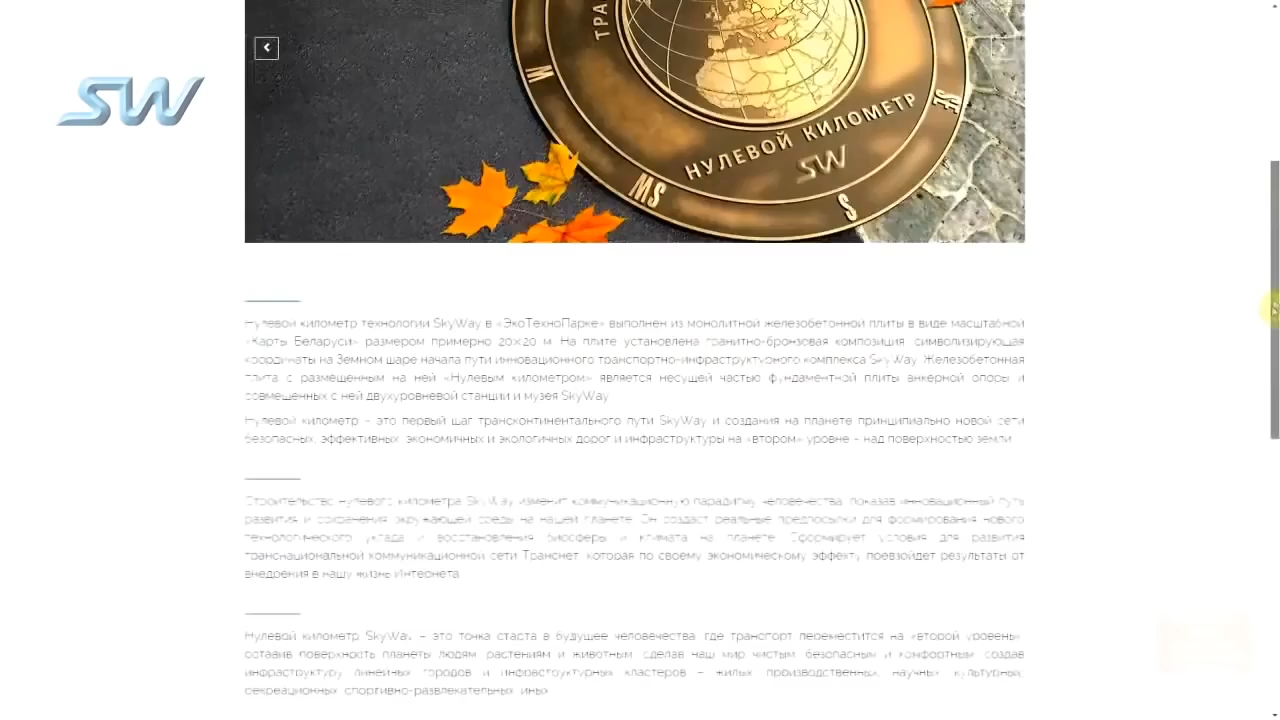 ТРА
W
SW
НУЛЕВОЙ КИЛОМЕТР
SE
SW
SW
S
Нулевой километр технологии SkyWay в «ЭкоТехноПарке» выполнен из монолитной железобетонной плиты в виде масштабной
«Карты Беларуси» размером примерно 20×20 м. На плите установлена гранитно-бронзовая композиция, символизирующая
координаты на Земном шаре начала пути инновационного транспортно-инфраструктурного комплекса SkyWay. Железобетонная
плита с размещенным на ней «Нулевым километром» является несущей частью фундаментной плиты анкерной опоры и
совмещенных с ней двухуровневой станции и музея SkyWay.
Нулевой километр – это первый шаг трансконтинентального пути SkyWay и создания на планете принципиально новой сети
безопасных, эффективных, экономичных и экологичных дорог и инфраструктуры на «втором» уровне – над поверхностью земли.
Строительство нулевого километра SkyWay изменит коммуникационную парадигму человечества, показав инновационный путь
развития и сохранения окружающей среды на нашей планете. Он создаст реальные предпосылки для формирования нового
технологического уклада и восстановления биосферы и климата на планете. Сформирует условия для развития
транснациональной коммуникационной сети Транснет, которая по своему экономическому эффекту превзойдет результаты от
внедрения в нашу жизнь Интернета.
Нулевой километр SkyWay – это точка старта в будущее человечества, где транспорт переместится на «второй уровень»,
оставив поверхность планеты людям, растениям и животным, сделав наш мир чистым, безопасным и комфортным, создав
инфраструктуру линейных городов и инфраструктурных кластеров – жилых, производственных, научных, культурных,
рекреационных, спортивно-развлекательных, иных.